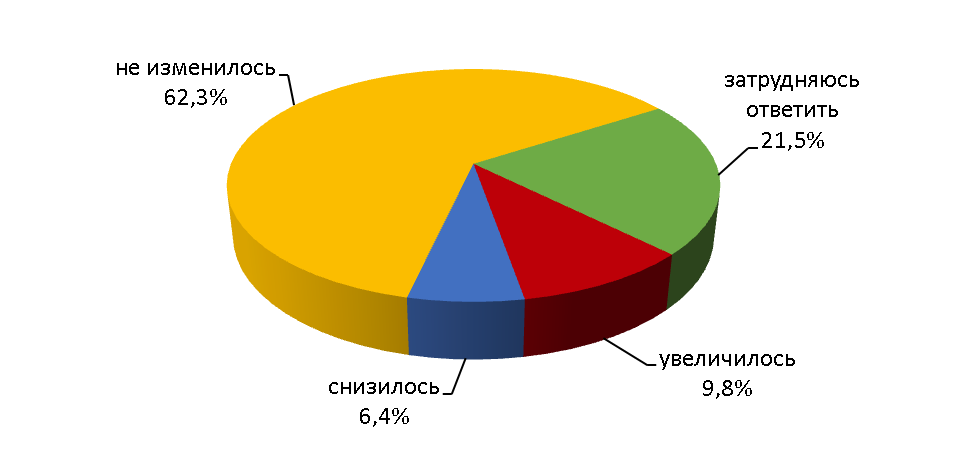 не изменилось
62,3%
затрудняюсь
ответить
21,5%
увеличилось
9,8%
снизилось
6,4%